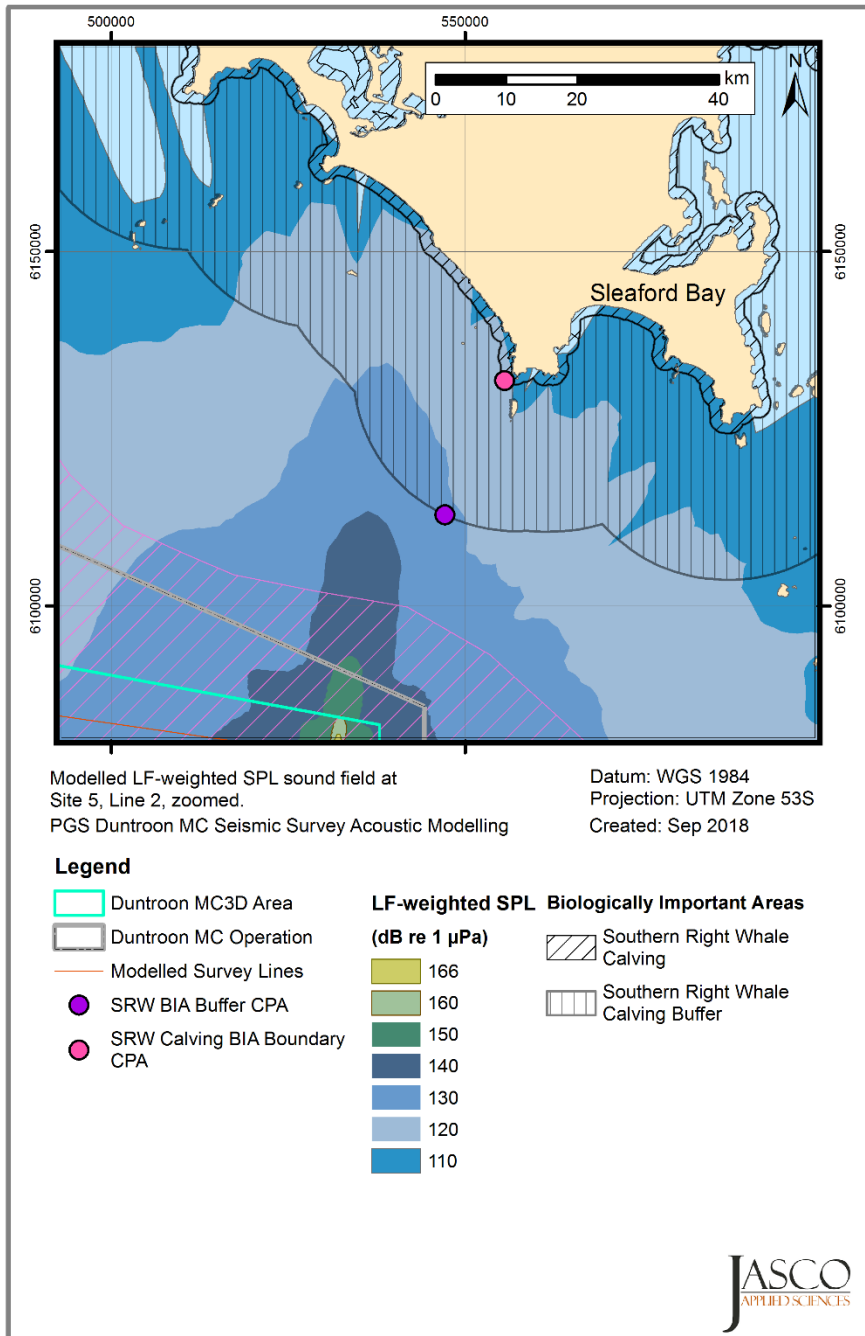 500000 550000
N
km
0 10 20 40
6150000 6150000
Sleaford Bay
6100000 6100000
Modelled LF-weighted SPL sound field at
Site 5, Line 2, zoomed.
PGS Duntroon MC Seismic Survey Acoustic Modelling
Datum: WGS 1984
Projection: UTM Zone 53S
Created: Sep 2018
Legend
Duntroon MC3D Area
Duntroon MC Operation
Modelled Survey Lines
SRW BIA Buffer CPA
SRW Calving BIA Boundary
CPA
LF-weighted SPL
(dB re 1 µPa)
166
160
150
140
130
120
110
Biologically Important Areas
Southern Right Whale
Calving
Southern Right Whale
Calving Buffer
JASCO
APPLIED SCIENCES